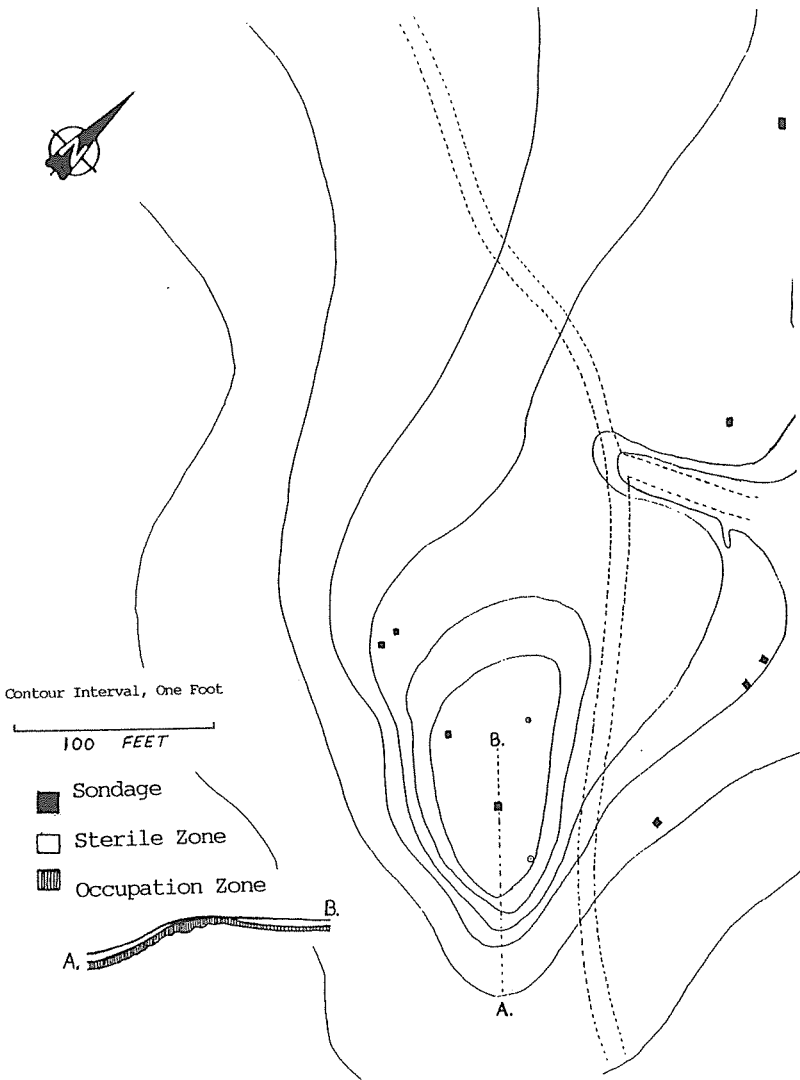 N
Contour Interval, One Foot
100 FEET
Sondage
Sterile Zone
Occupation Zone
A.
B.
B.
A.